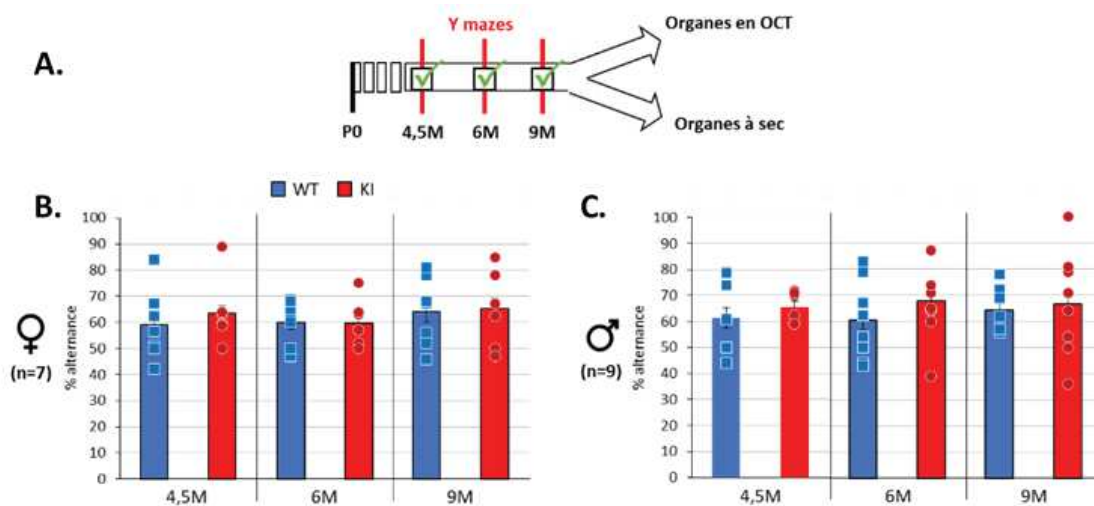 A.
Y mazes
Organes en OCT
P0 4,5M 6M 9M
Organes à sec
WT KI
B.
% alternance
100
90
80
70
60
50
40
30
20
10
0
4,5M 6M 9M
♀
(n=7)
C.
% alternance
100
90
80
70
60
50
40
30
20
10
0
4,5M 6M 9M
♂
(n=9)